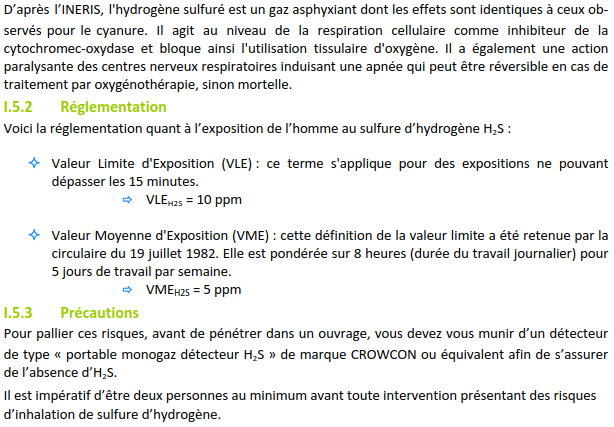 D’après l’INERIS, l'hydrogène sulfuré est un gaz asphyxiant dont les effets sont identiques à ceux ob-
servés pour le cyanure. Il agit au niveau de la respiration cellulaire comme inhibiteur de la
cytochromec-oxydase et bloque ainsi l'utilisation tissulaire d'oxygène. Il a également une action
paralysante des centres nerveux respiratoires induisant une apnée qui peut être réversible en cas de
traitement par oxygénothérapie, sinon mortelle.
I.5.2 Réglementation
Voici la réglementation quant à l’exposition de l’homme au sulfure d’hydrogène H₂S :
✧ Valeur Limite d'Exposition (VLE) : ce terme s'applique pour des expositions ne pouvant
dépasser les 15 minutes.
⇨ VLEH2S = 10 ppm
✧ Valeur Moyenne d'Exposition (VME) : cette définition de la valeur limite a été retenue par la
circulaire du 19 juillet 1982. Elle est pondérée sur 8 heures (durée du travail journalier) pour
5 jours de travail par semaine.
⇨ VMEH2S = 5 ppm
I.5.3 Précautions
Pour pallier ces risques, avant de pénétrer dans un ouvrage, vous devez vous munir d’un détecteur
de type « portable monogaz détecteur H₂S » de marque CROWCON ou équivalent afin de s’assurer
de l’absence d’H₂S.
Il est impératif d’être deux personnes au minimum avant toute intervention présentant des risques
d’inhalation de sulfure d’hydrogène.